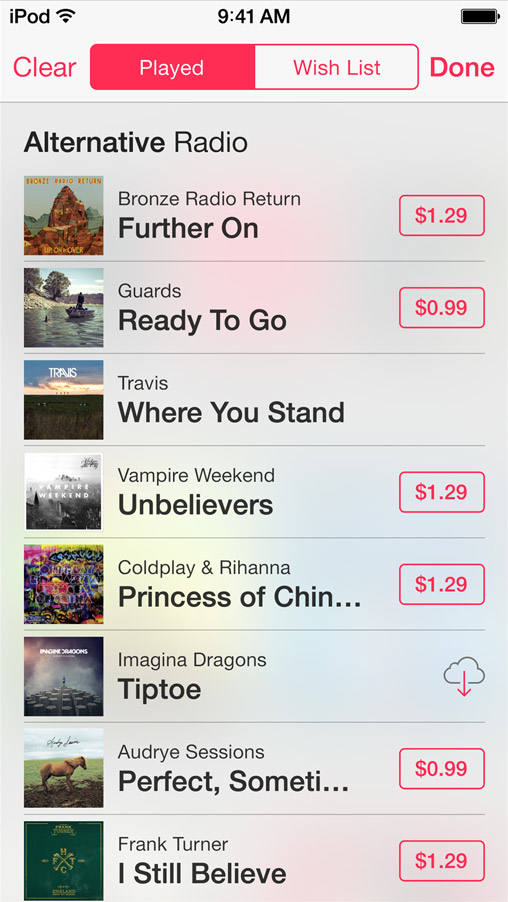 iPod 9:41 AM
Clear Played Wish List Done
Alternative Radio
BRONZE RADIO RETURN
UP, ON & OVER
Bronze Radio Return
Further On
$1.29
Guards
Ready To Go
$0.99
TRAVIS
Travis
Where You Stand
VAMPIRE
WEEKEND
Vampire Weekend
Unbelievers
$1.29
Coldplay & Rihanna
Princess of Chin...
$1.29
IMAGINE DRAGONS
Imagina Dragons
Tiptoe
Audrye Sessions
Perfect, Someti...
$0.99
FRANK
TURNER
F H T C
ENGLAND
Frank Turner
I Still Believe
$1.29